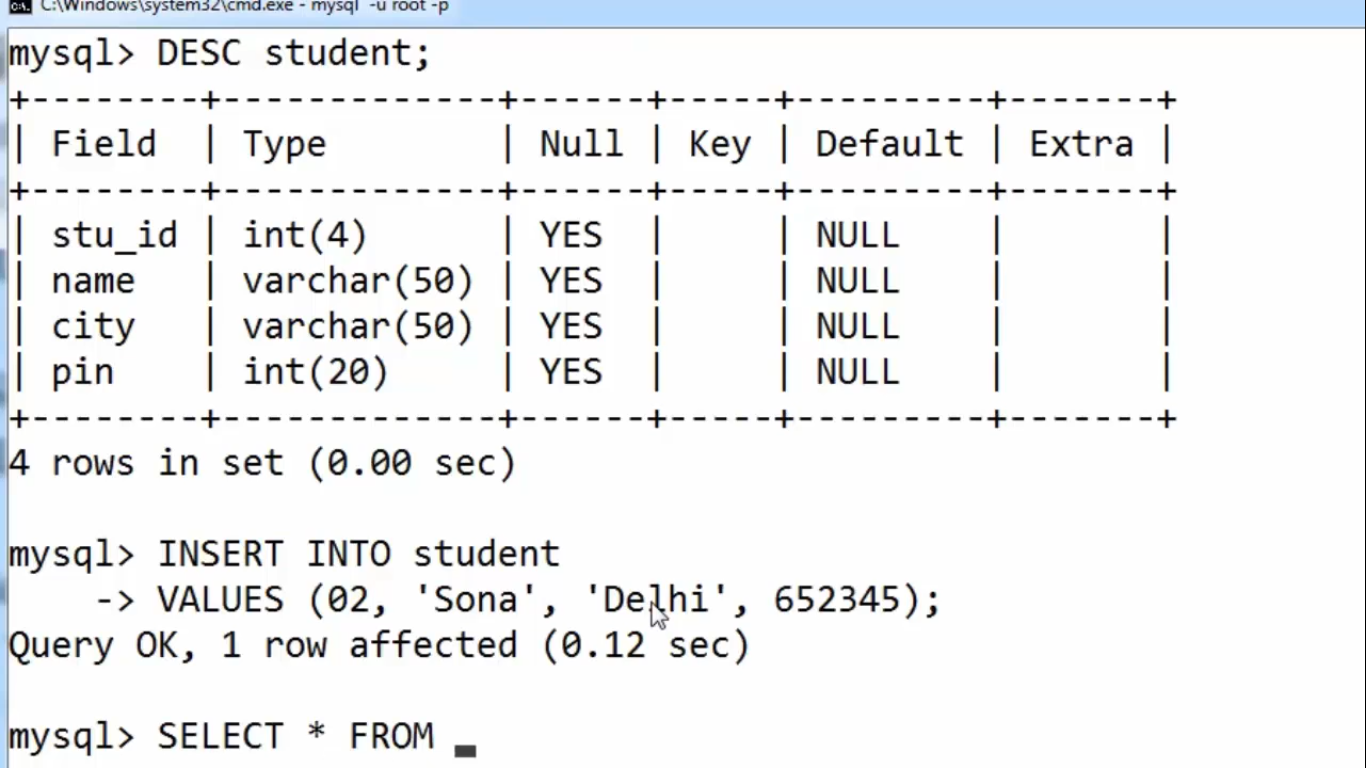 C:\Windows\system32\cmd.exe - mysql -u root -p
mysql> DESC student;
+--------+-------------+------+-----+---------+-------+
| Field  | Type        | Null | Key | Default | Extra |
+--------+-------------+------+-----+---------+-------+
| stu_id | int(4)      | YES  |     | NULL    |       |
| name   | varchar(50) | YES  |     | NULL    |       |
| city   | varchar(50) | YES  |     | NULL    |       |
| pin    | int(20)     | YES  |     | NULL    |       |
+--------+-------------+------+-----+---------+-------+
4 rows in set (0.00 sec)
mysql> INSERT INTO student
    -> VALUES (02, 'Sona', 'Delhi', 652345);
Query OK, 1 row affected (0.12 sec)
mysql> SELECT * FROM